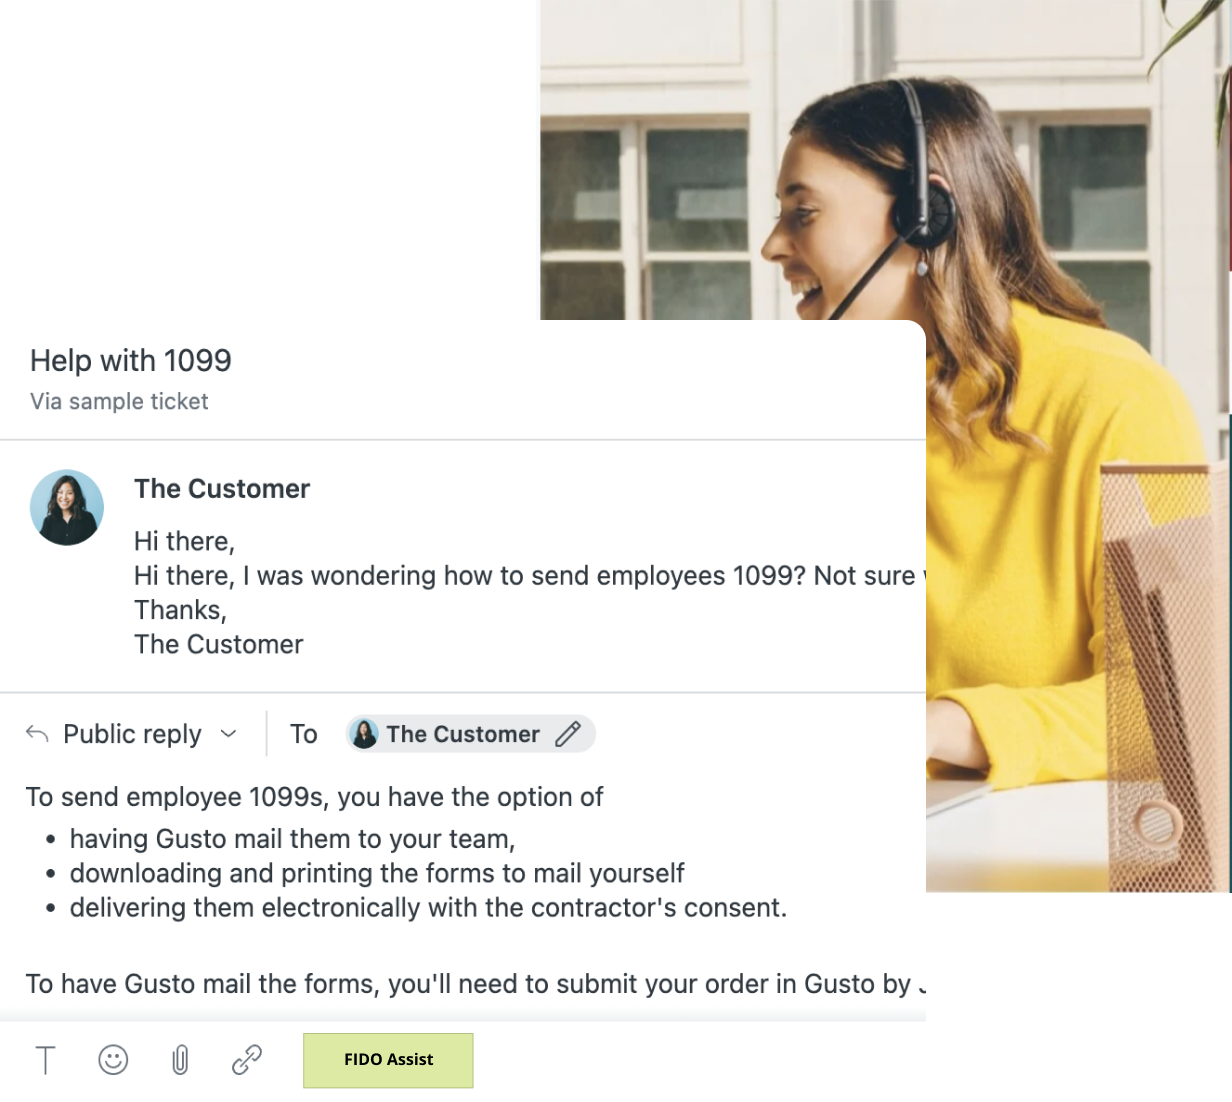 Help with 1099
Via sample ticket
The Customer
Hi there,
Hi there, I was wondering how to send employees 1099? Not sure
Thanks,
The Customer
Public reply To The Customer
To send employee 1099s, you have the option of
• having Gusto mail them to your team,
• downloading and printing the forms to mail yourself
• delivering them electronically with the contractor's consent.
To have Gusto mail the forms, you'll need to submit your order in Gusto by
T FIDO Assist